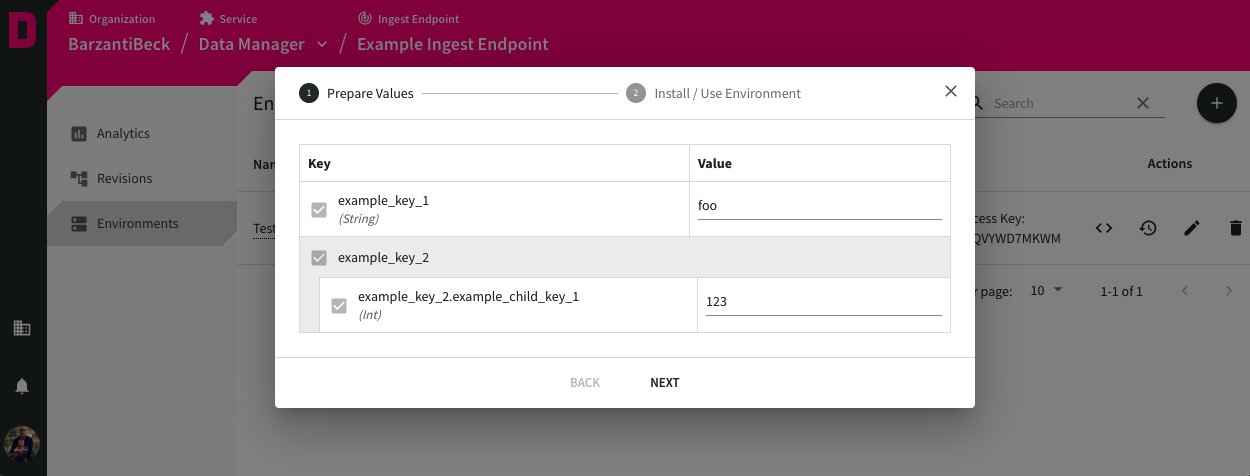 Organization
Service
Ingest Endpoint
BarzantiBeck / Data Manager / Example Ingest Endpoint
1 Prepare Values
2 Install / Use Environment
Search
Analytics
Revisions
Environments
Key
Value
Actions
example_key_1
(String)
foo
Test
example_key_2
example_key_2.example_child_key_1
(Int)
123
cess Key:
QVYWD7MKWM
r page: 10
1-1 of 1
BACK
NEXT